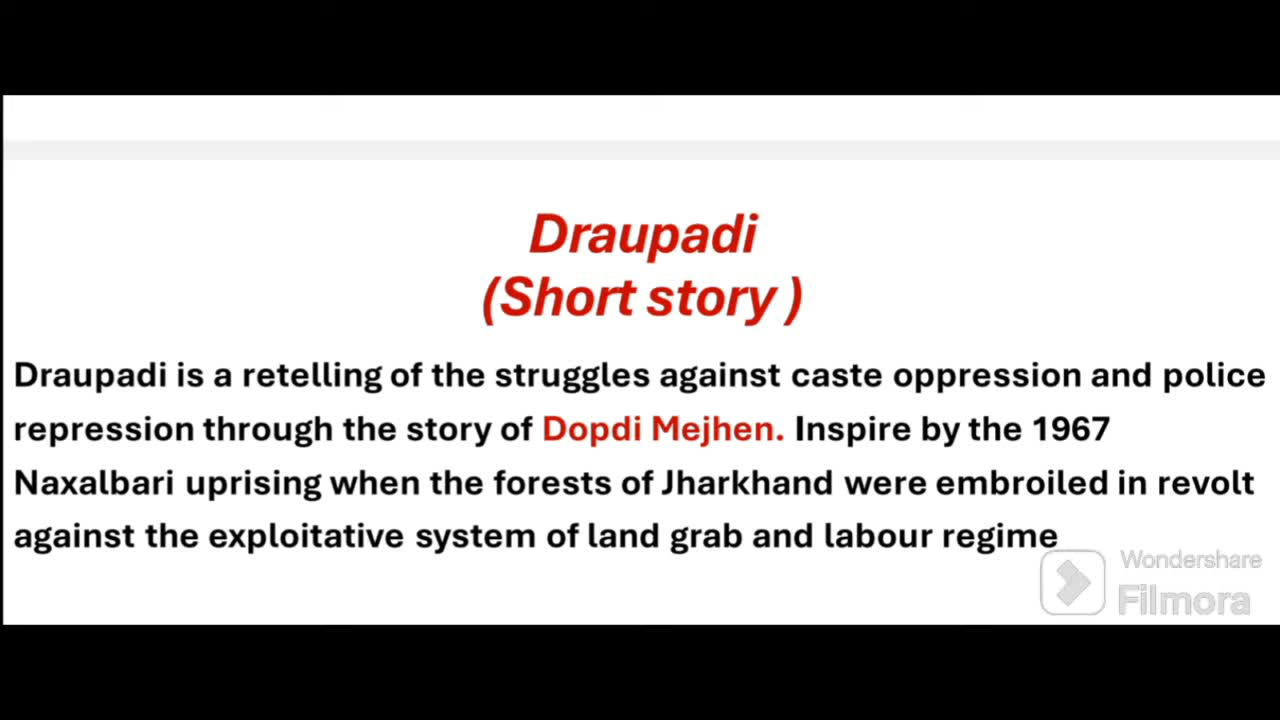 Draupadi
(Short story )
Draupadi is a retelling of the struggles against caste oppression and police
repression through the story of Dopdi Mejhen. Inspire by the 1967
Naxalbari uprising when the forests of Jharkhand were embroiled in revolt
against the exploitative system of land grab and labour regime
Wondershare
Filmora